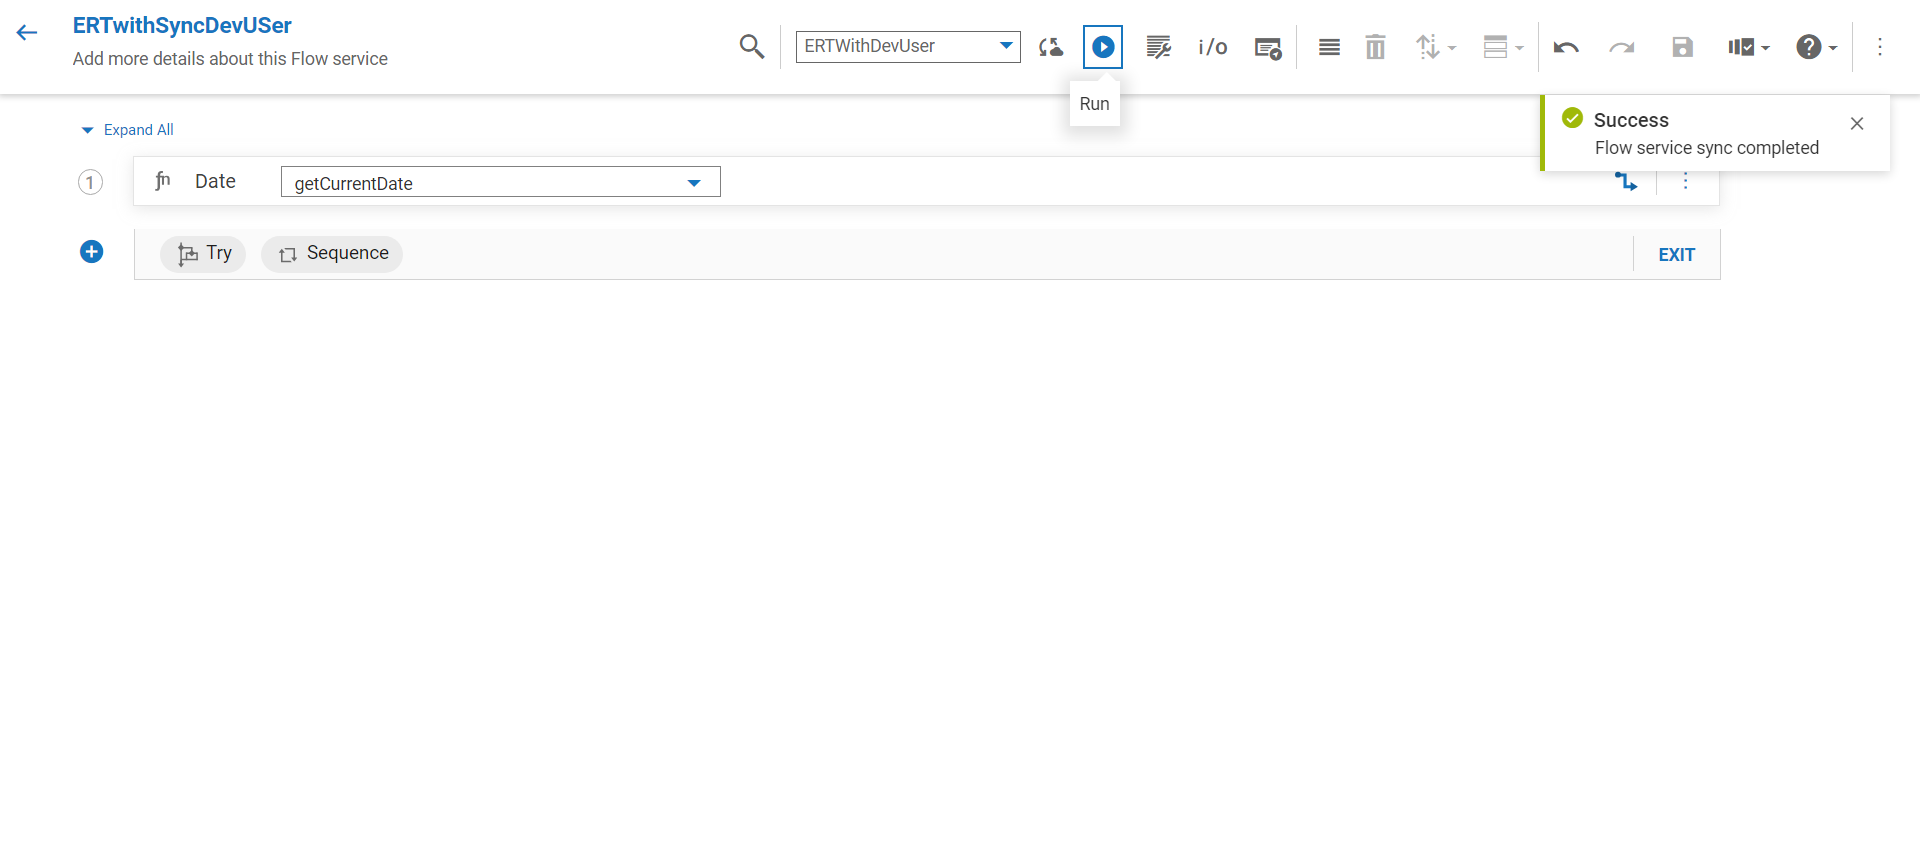 ERTwithSyncDevUSer
Add more details about this Flow service
ERTWithDevUser
i/o
Run
Success
Flow service sync completed
Expand All
1
fn
Date
getCurrentDate
Try
Sequence
EXIT